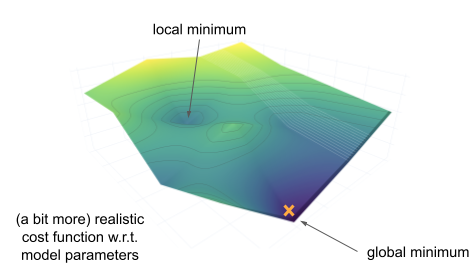 local minimum
(a bit more) realistic
cost function w.r.t.
model parameters
global minimum